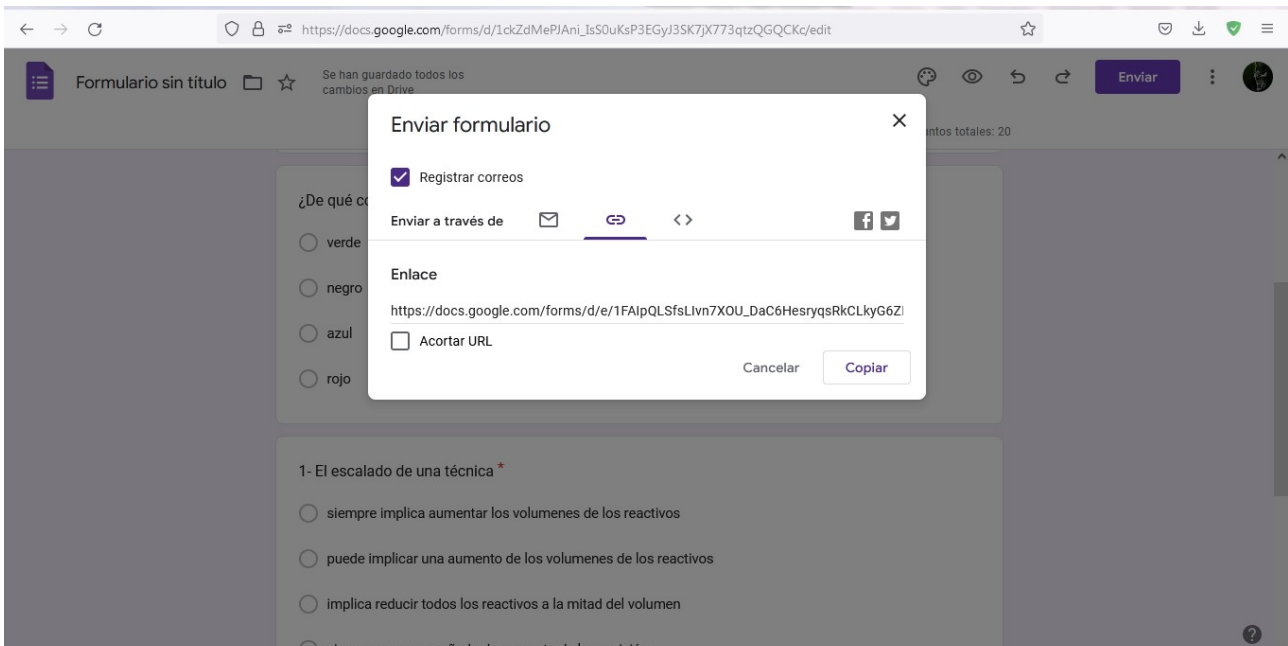 https://docs.google.com/forms/d/1ckZdMePJAni_IsS0uKsP3EGyJ3SK7jX773qtzQGQCKc/edit
Formulario sin título
Se han guardado todos los
cambios en Drive
Enviar
Enviar formulario
untos totales: 20
Registrar correos
¿De qué co
Enviar a través de
verde
Enlace
negro
https://docs.google.com/forms/d/e/1FAIpQLSfsLIvn7XOU_DaC6HesryqsRkCLkyG6Z
azul
Acortar URL
Cancelar
Copiar
rojo
1- El escalado de una técnica *
siempre implica aumentar los volumenes de los reactivos
puede implicar una aumento de los volumenes de los reactivos
implica reducir todos los reactivos a la mitad del volumen